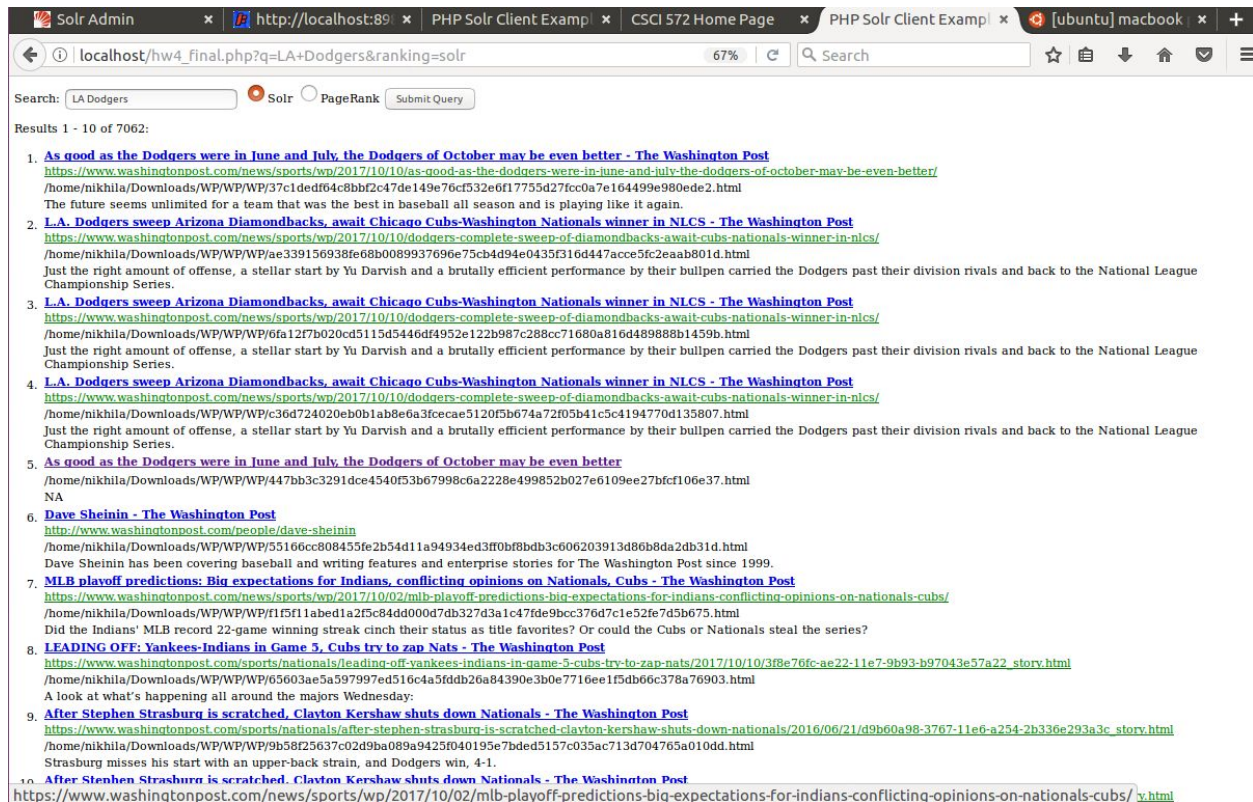 Solr Admin × http://localhost:898 × PHP Solr Client Exampl × CSCI 572 Home Page × PHP Solr Client Exampl × [ubuntu] macbook × +
localhost/hw4_final.php?q=LA+Dodgers&ranking=solr 67% Search
Search: LA Dodgers Solr PageRank Submit Query
Results 1 - 10 of 7062:
1. As good as the Dodgers were in June and July, the Dodgers of October may be even better - The Washington Post
https://www.washingtonpost.com/news/sports/wp/2017/10/10/as-good-as-the-dodgers-were-in-june-and-july-the-dodgers-of-october-may-be-even-better/
/home/nikhila/Downloads/WP/WP/WP/37c1dedf64c8bbf2c47de149e76cf532e6f17755d27fcc0a7e164499e980ede2.html
The future seems unlimited for a team that was the best in baseball all season and is playing like it again.
2. L.A. Dodgers sweep Arizona Diamondbacks, await Chicago Cubs-Washington Nationals winner in NLCS - The Washington Post
https://www.washingtonpost.com/news/sports/wp/2017/10/10/dodgers-complete-sweep-of-diamondbacks-await-cubs-nationals-winner-in-nlcs/
/home/nikhila/Downloads/WP/WP/WP/ae339156938fe68b0089937696e75cb4d94e0435f316d447acce5fc2eaab801d.html
Just the right amount of offense, a stellar start by Yu Darvish and a brutally efficient performance by their bullpen carried the Dodgers past their division rivals and back to the National League
Championship Series.
3. L.A. Dodgers sweep Arizona Diamondbacks, await Chicago Cubs-Washington Nationals winner in NLCS - The Washington Post
https://www.washingtonpost.com/news/sports/wp/2017/10/10/dodgers-complete-sweep-of-diamondbacks-await-cubs-nationals-winner-in-nlcs/
/home/nikhila/Downloads/WP/WP/WP/6fa12f7b020cd5115d5446df4952e122b987c288cc71680a816d489888b1459b.html
Just the right amount of offense, a stellar start by Yu Darvish and a brutally efficient performance by their bullpen carried the Dodgers past their division rivals and back to the National League
Championship Series.
4. L.A. Dodgers sweep Arizona Diamondbacks, await Chicago Cubs-Washington Nationals winner in NLCS - The Washington Post
https://www.washingtonpost.com/news/sports/wp/2017/10/10/dodgers-complete-sweep-of-diamondbacks-await-cubs-nationals-winner-in-nlcs/
/home/nikhila/Downloads/WP/WP/WP/c36d724020eb0b1ab8e6a3fcecae5120f5b674a72f05b41c5c4194770d135807.html
Just the right amount of offense, a stellar start by Yu Darvish and a brutally efficient performance by their bullpen carried the Dodgers past their division rivals and back to the National League
Championship Series.
5. As good as the Dodgers were in June and July, the Dodgers of October may be even better
/home/nikhila/Downloads/WP/WP/WP/447bb3c3291dce4540f53b67998c6a2228e499852b027e6109ee27bfcf106e37.html
NA
6. Dave Sheinin - The Washington Post
http://www.washingtonpost.com/people/dave-sheinin
/home/nikhila/Downloads/WP/WP/WP/55166cc808455fe2b54d11a94934ed3ff0bf8bdb3c606203913d86b8da2db31d.html
Dave Sheinin has been covering baseball and writing features and enterprise stories for The Washington Post since 1999.
7. MLB playoff predictions: Big expectations for Indians, conflicting opinions on Nationals, Cubs - The Washington Post
https://www.washingtonpost.com/news/sports/wp/2017/10/02/mlb-playoff-predictions-big-expectations-for-indians-conflicting-opinions-on-nationals-cubs/
/home/nikhila/Downloads/WP/WP/WP/f1f5f11abed1a2f5c84dd000d7db327d3a1c47fde9bcc376d7c1e52fe7d5b675.html
Did the Indians' MLB record 22-game winning streak cinch their status as title favorites? Or could the Cubs or Nationals steal the series?
8. LEADING OFF: Yankees-Indians in Game 5, Cubs try to zap Nats - The Washington Post
https://www.washingtonpost.com/sports/nationals/leading-off-yankees-indians-in-game-5-cubs-try-to-zap-nats/2017/10/10/3f8e76fc-ae22-11e7-9b93-b97043e57a22_story.html
/home/nikhila/Downloads/WP/WP/WP/65603ae5a597997ed516c4a5fddb26a84390e3b0e7716ee1f5db66c378a76903.html
A look at what's happening all around the majors Wednesday:
9. After Stephen Strasburg is scratched, Clayton Kershaw shuts down Nationals - The Washington Post
https://www.washingtonpost.com/sports/nationals/after-stephen-strasburg-is-scratched-clayton-kershaw-shuts-down-nationals/2016/06/21/d9b60a98-3767-11e6-a254-2b336e293a3c_story.html
/home/nikhila/Downloads/WP/WP/WP/9b58f25637c02d9ba089a9425f040195e7bded5157c035ac713d704765a010dd.html
Strasburg misses his start with an upper-back strain, and Dodgers win, 4-1.
10. After Stephen Strasburg is scratched, Clayton Kershaw shuts down Nationals - The Washington Post
https://www.washingtonpost.com/news/sports/wp/2017/10/02/mlb-playoff-predictions-big-expectations-for-indians-conflicting-opinions-on-nationals-cubs/ y.html